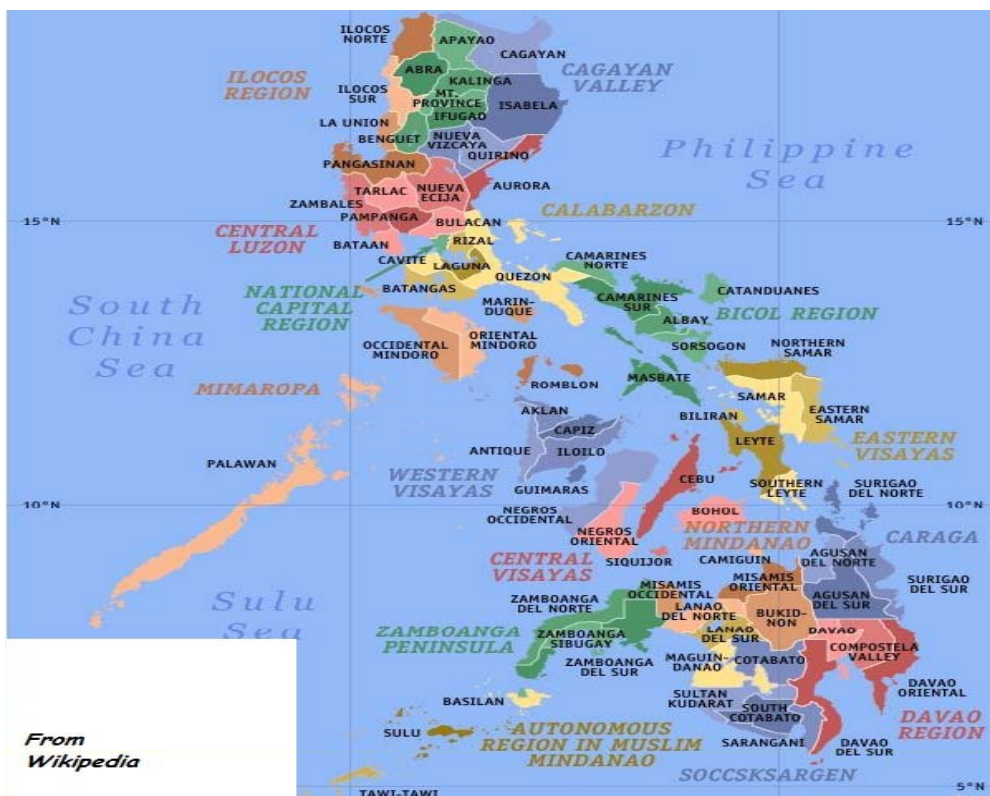 ILOCOS
NORTE
APAYAO
CAGAYAN
ABRA
CAGAYAN
VALLEY
ILOCOS
REGION
KALINGA
ILOCOS
SUR
MT.
PROVINCE
ISABELA
IFUGAO
LA UNION
BENGUET
NUEVA
VIZCAYA
QUIRINO
Philippine
Sea
PANGASINAN
TARLAC
NUEVA
ECIJA
AURORA
ZAMBALES
PAMPANGA
BULACAN
CALABARZON
15°N
15°N
CENTRAL
LUZON
BATAAN
RIZAL
CAVITE
LAGUNA
QUEZON
CAMARINES
NORTE
NATIONAL
CAPITAL
REGION
BATANGAS
MARIN-
DUQUE
CAMARINES
SUR
CATANDUANES
BICOL REGION
ALBAY
South
China
Sea
OCCIDENTAL
MINDORO
ORIENTAL
MINDORO
SORSOGON
NORTHERN
SAMAR
MIMAROPA
ROMBLON
MASBATE
SAMAR
AKLAN
CAPIZ
BILIRAN
EASTERN
SAMAR
ANTIQUE
ILOILO
LEYTE
EASTERN
VISAYAS
PALAWAN
WESTERN
VISAYAS
GUIMARAS
CEBU
SOUTHERN
LEYTE
SURIGAO
DEL NORTE
10°N
10°N
NEGROS
OCCIDENTAL
BOHOL
NEGROS
ORIENTAL
NORTHERN
MINDANAO
CARAGA
CENTRAL
VISAYAS
SIQUIJOR
CAMIGUIN
AGUSAN
DEL NORTE
MISAMIS
OCCIDENTAL
MISAMIS
ORIENTAL
SURIGAO
DEL SUR
Sulu
Sea
ZAMBOANGA
DEL NORTE
LANAO
DEL NORTE
BUKID-
NON
AGUSAN
DEL SUR
ZAMBOANGA
PENINSULA
ZAMBOANGA
SIBUGAY
LANAO
DEL SUR
DAVAO
COMPOSTELA
VALLEY
ZAMBOANGA
DEL SUR
MAGUIN-
DANAO
COTABATO
BASILAN
SULTAN
KUDARAT
SOUTH
COTABATO
DAVAO
ORIENTAL
SULU
AUTONOMOUS
REGION IN MUSLIM
MINDANAO
SARANGANI
DAVAO
DEL SUR
DAVAO
REGION
SOCCSKSARGEN
From
Wikipedia
TAWI-TAWI
5°N